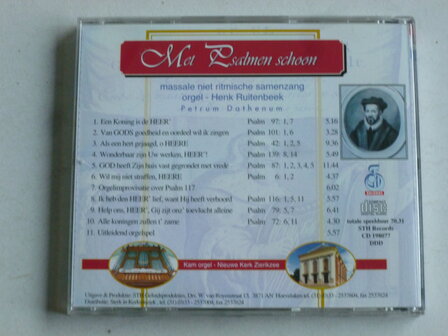 Met Psalmen schoon
massale niet ritmische samenzang
orgel - Henk Ruitenbeek
Petrum Dathenum
1. Een Koning is de HEER' Psalm 97: 1, 7 5.16
2. Van GODS goedheid en oordeel wil ik zingen Psalm 101: 1, 6 3.28
3. Als een hert gejaagd, o HEERE Psalm 42: 1, 2, 5 9.36
4. Wonderbaar zijn Uw werken, HEER'! Psalm 139: 8, 14 5.49
5. GOD heeft Zijn huis vast gegrondet met vrede Psalm 87: 1, 2, 3, 4, 5 11.44
6. Wil mij niet straffen, HEERE Psalm 6: 1, 2 4.37
7. Orgelimprovisatie over Psalm 117 6.02
8. Ik heb den HEER' lief, want Hij heeft verhoord Psalm 116: 1, 5, 11 5.57
9. Help ons, HEER', Gij zijt ons' toevlucht alleine Psalm 79: 5, 7 6.41
10. Alle koningen zullen t' zame Psalm 72: 6, 11 4.30
11. Uitleidend orgelspel 5.57
totale speelduur 70.31
STH Records
CD 198077
DDD
Kam orgel - Nieuwe Kerk Zierikzee
Uitgave & Produktie: STH Geluidsprodukties, Drs. W. van